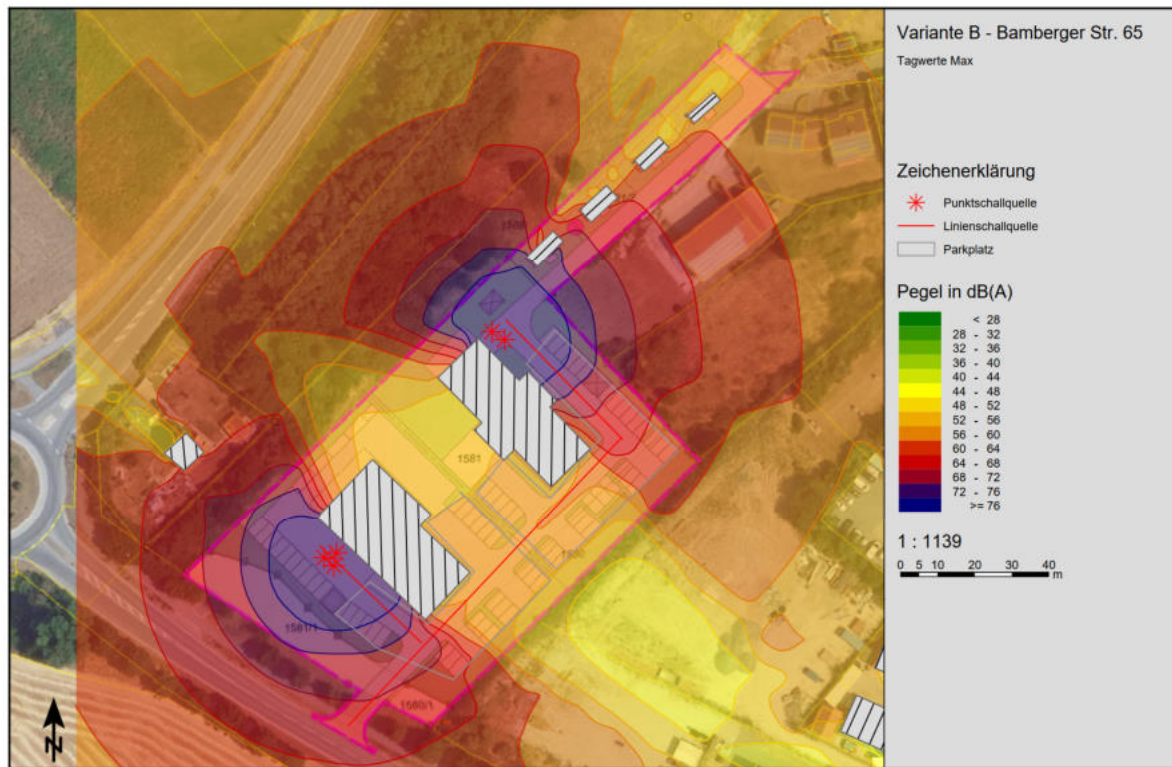 Variante B - Bamberger Str. 65
Tagwerte Max
Zeichenerklärung
Punktschallquelle
Linienschallquelle
Parkplatz
Pegel in dB(A)
< 28
28 - 32
32 - 36
36 - 40
40 - 44
44 - 48
48 - 52
52 - 56
56 - 60
60 - 64
64 - 68
68 - 72
72 - 76
>= 76
1 : 1139
0 5 10 20 30 40
m
1581
1581/1
1580/1
N